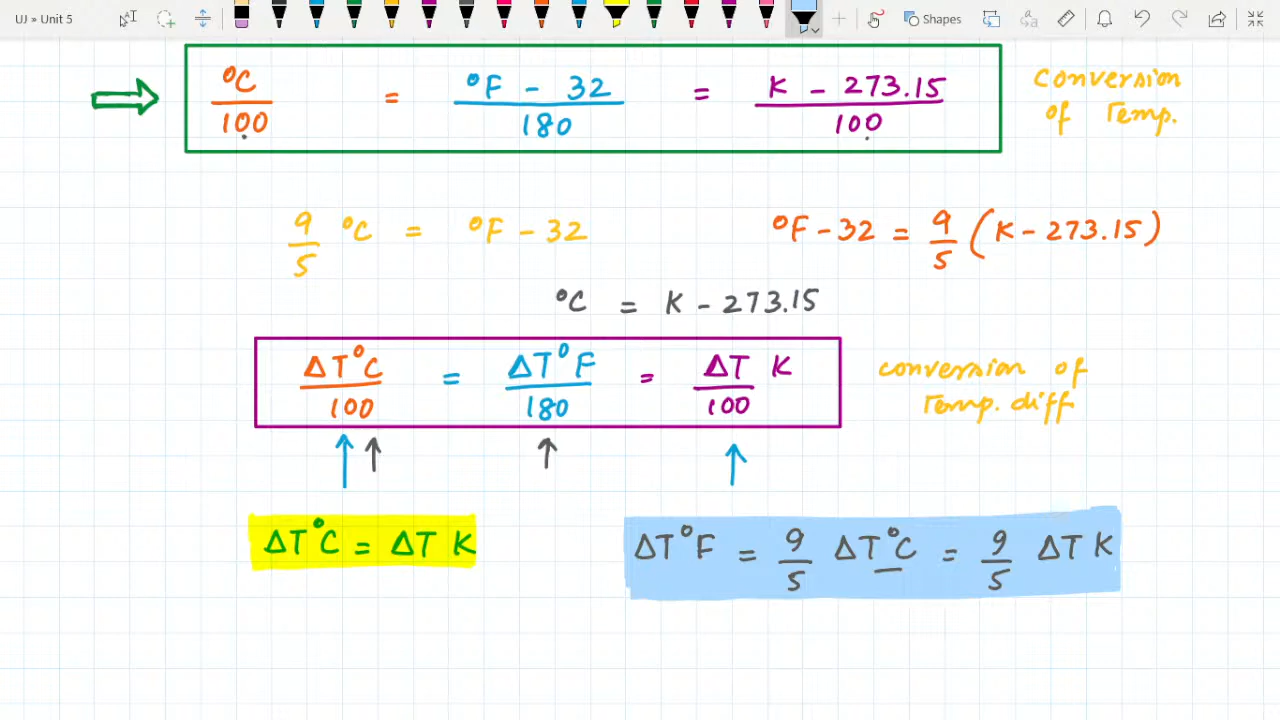 UJ » Unit 5
Shapes
°C/100 = °F - 32/180 = K - 273.15/100
conversion of Temp.
9/5 °C = °F - 32
°F - 32 = 9/5 (K - 273.15)
°C = K - 273.15
ΔT°C/100 = ΔT°F/180 = ΔT K/100
conversion of
Temp. diff
ΔT°C = ΔT K
ΔT°F = 9/5 ΔT°C = 9/5 ΔT K